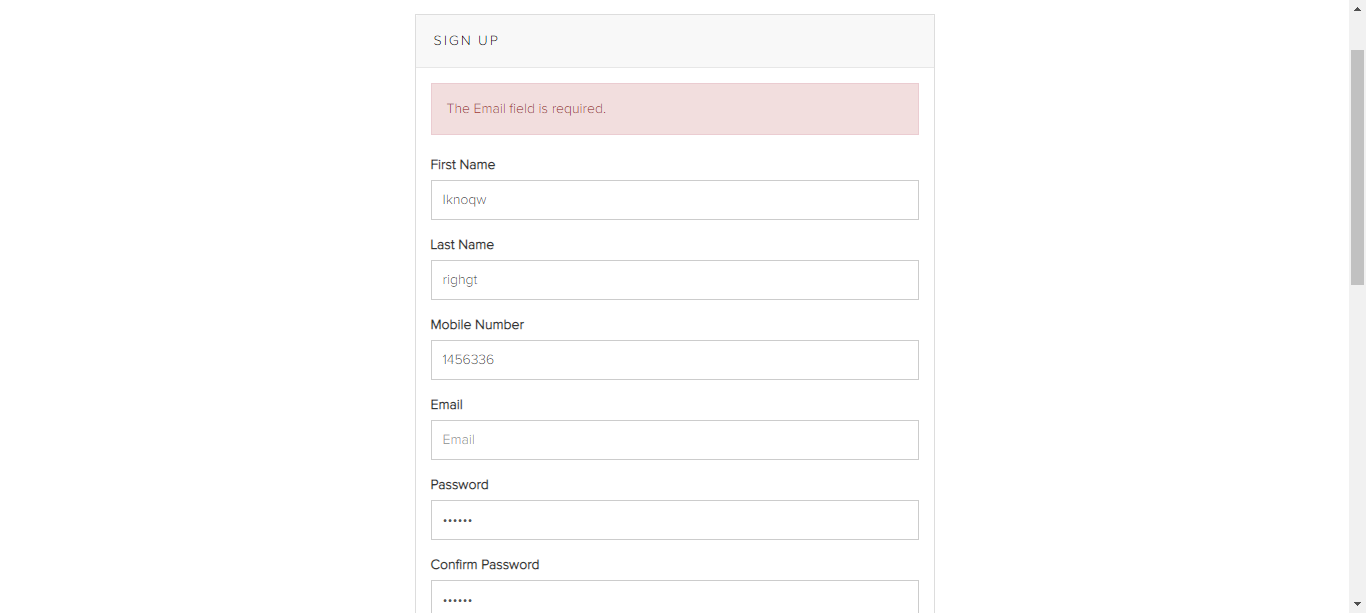 SIGN UP
The Email field is required.
First Name
Iknoqw
Last Name
righgt
Mobile Number
1456336
Email
Email
Password
••••••
Confirm Password
••••••